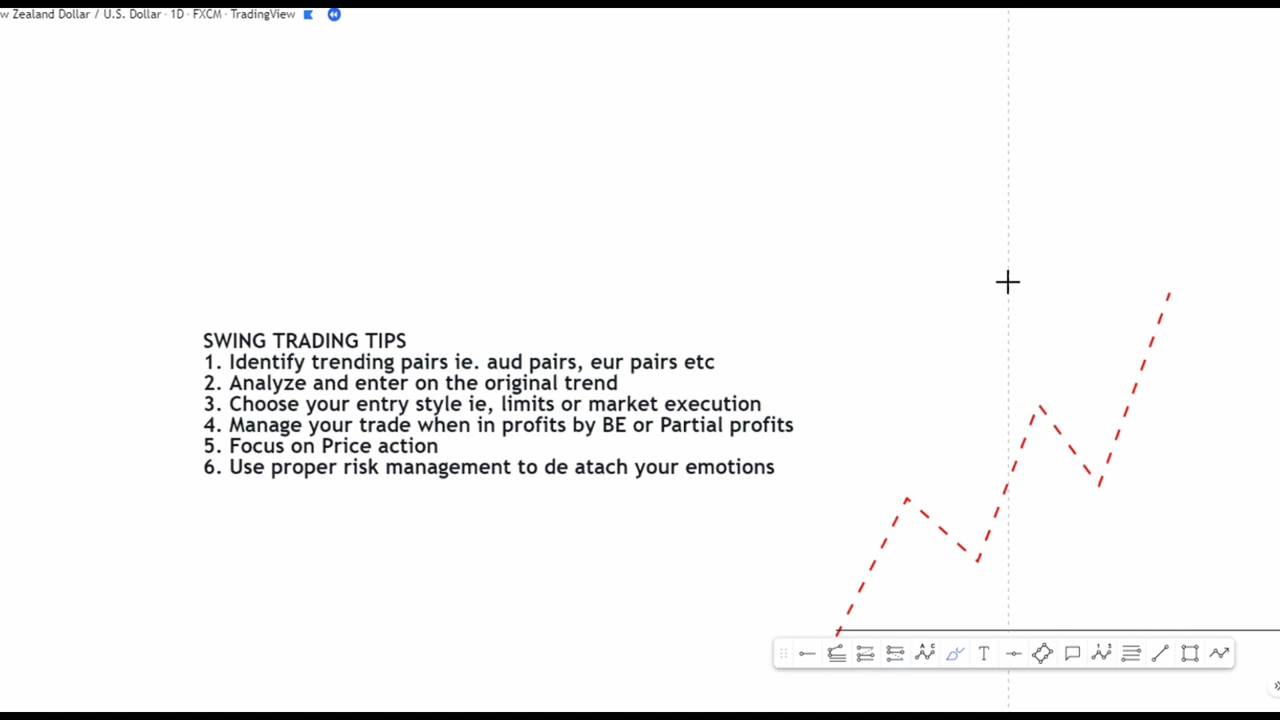 w Zealand Dollar / U.S. Dollar · 1D · FXCM · TradingView
SWING TRADING TIPS
1. Identify trending pairs ie. aud pairs, eur pairs etc
2. Analyze and enter on the original trend
3. Choose your entry style ie, limits or market execution
4. Manage your trade when in profits by BE or Partial profits
5. Focus on Price action
6. Use proper risk management to de atach your emotions